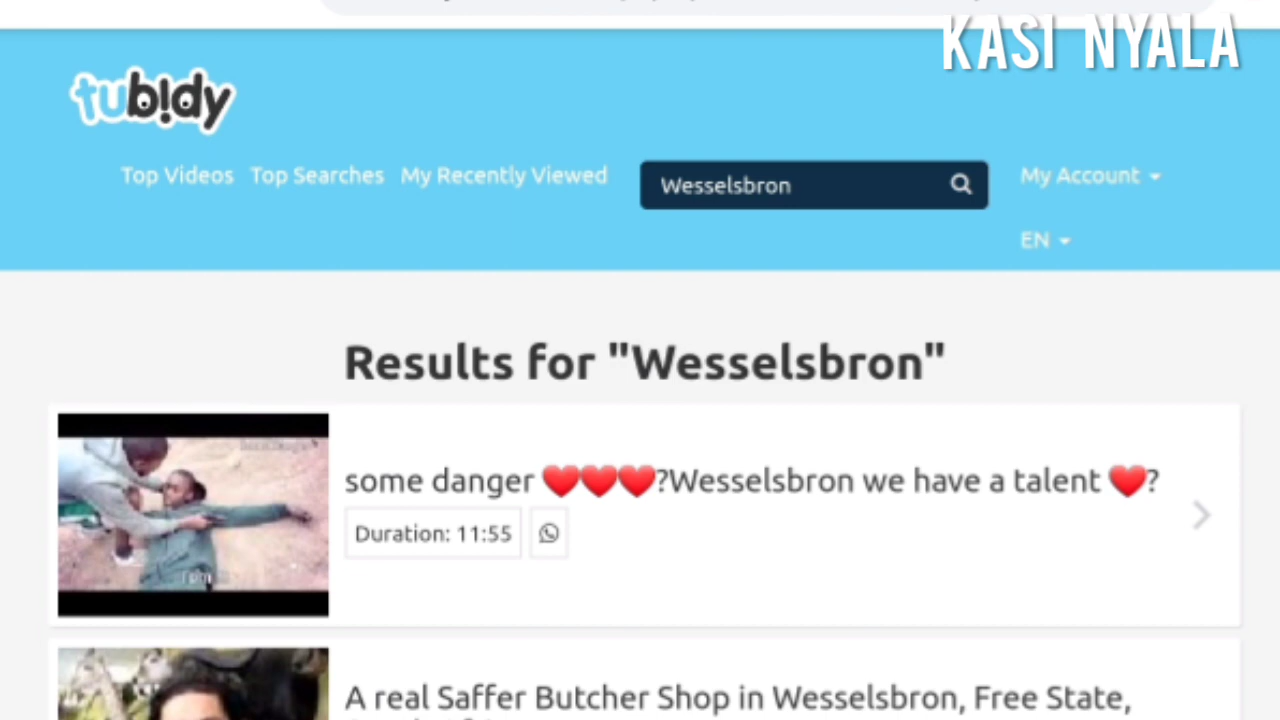 KASI NYALA
tubidy
Top Videos Top Searches My Recently Viewed Wesselsbron My Account
EN
Results for "Wesselsbron"
some danger ❤️❤️❤️?Wesselsbron we have a talent ❤️?
Duration: 11:55
A real Saffer Butcher Shop in Wesselsbron, Free State,